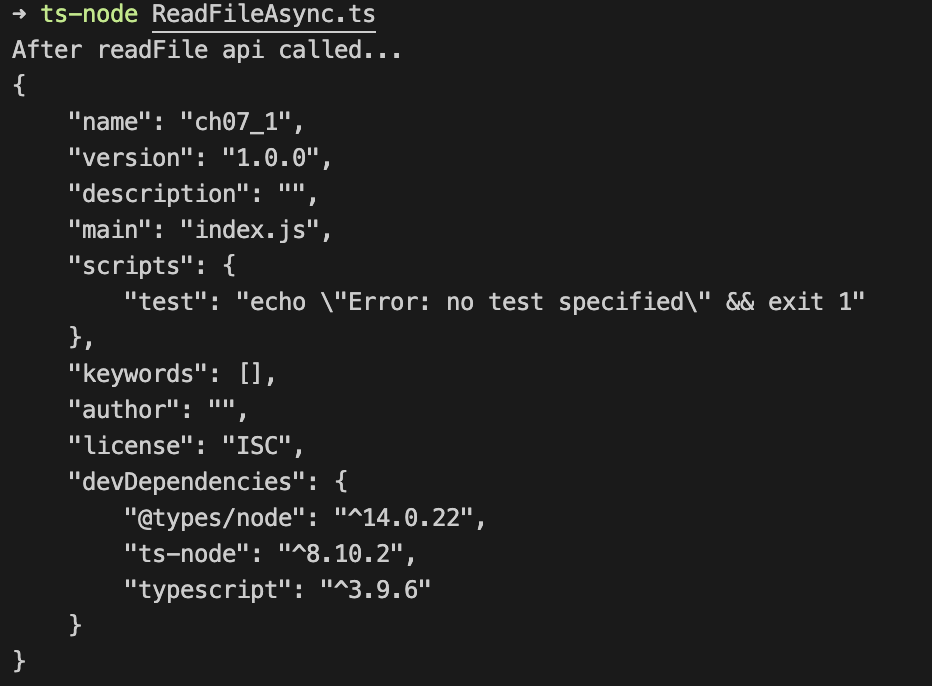 ➜ ts-node ReadFileAsync.ts
After readFile api called...
{
    "name": "ch07_1",
    "version": "1.0.0",
    "description": "",
    "main": "index.js",
    "scripts": {
        "test": "echo \"Error: no test specified\" && exit 1"
    },
    "keywords": [],
    "author": "",
    "license": "ISC",
    "devDependencies": {
        "@types/node": "^14.0.22",
        "ts-node": "^8.10.2",
        "typescript": "^3.9.6"
    }
}